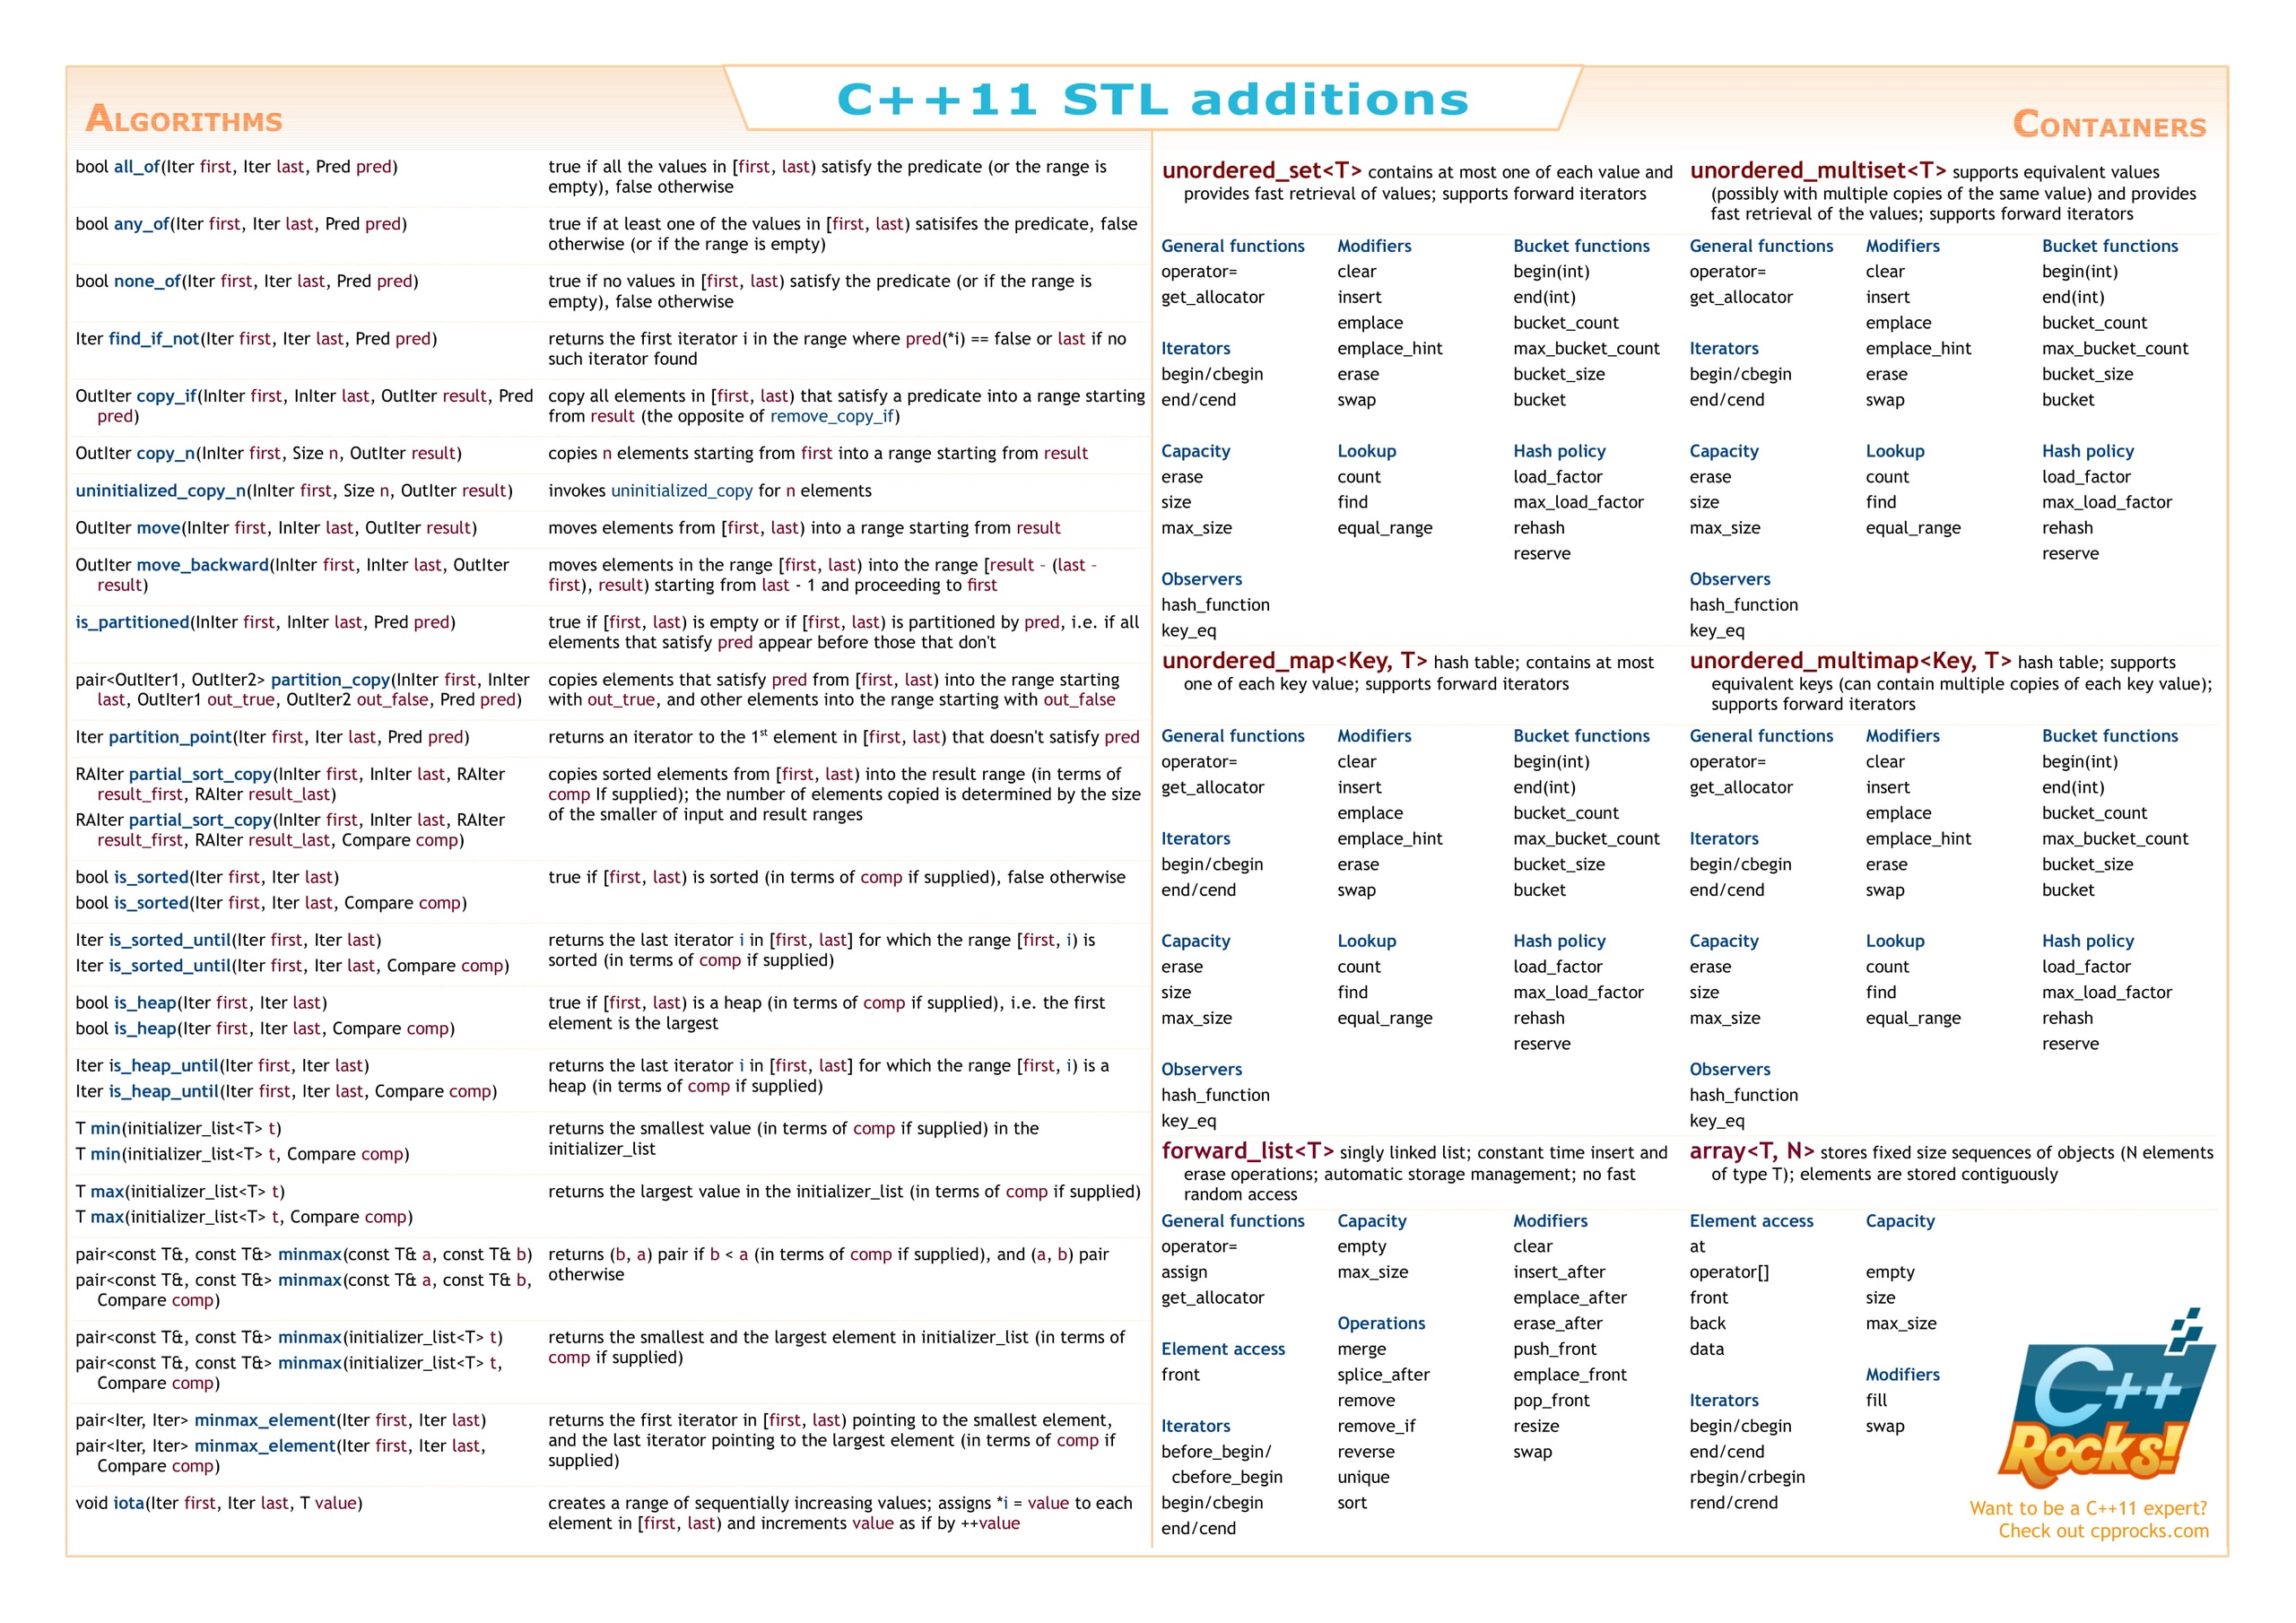 C++11 STL additions
ALGORITHMS
bool all_of(Iter first, Iter last, Pred pred)
true if all the values in [first, last) satisfy the predicate (or the range is
empty), false otherwise
bool any_of(Iter first, Iter last, Pred pred)
true if at least one of the values in [first, last) satisifes the predicate, false
otherwise (or if the range is empty)
bool none_of(Iter first, Iter last, Pred pred)
true if no values in [first, last) satisfy the predicate (or if the range is
empty), false otherwise
Iter find_if_not(Iter first, Iter last, Pred pred)
returns the first iterator i in the range where pred(*i) == false or last if no
such iterator found
OutIter copy_if(InIter first, InIter last, OutIter result, Pred
pred)
copy all elements in [first, last) that satisfy a predicate into a range starting
from result (the opposite of remove_copy_if)
OutIter copy_n(InIter first, Size n, OutIter result)
copies n elements starting from first into a range starting from result
uninitialized_copy_n(InIter first, Size n, OutIter result)
invokes uninitialized_copy for n elements
OutIter move(InIter first, InIter last, OutIter result)
moves elements from [first, last) into a range starting from result
OutIter move_backward(InIter first, InIter last, OutIter
result)
moves elements in the range [first, last) into the range [result – (last –
first), result) starting from last - 1 and proceeding to first
is_partitioned(InIter first, InIter last, Pred pred)
true if [first, last) is empty or if [first, last) is partitioned by pred, i.e. if all
elements that satisfy pred appear before those that don't
pair<OutIter1, OutIter2> partition_copy(InIter first, InIter
last, OutIter1 out_true, OutIter2 out_false, Pred pred)
copies elements that satisfy pred from [first, last) into the range starting
with out_true, and other elements into the range starting with out_false
Iter partition_point(Iter first, Iter last, Pred pred)
returns an iterator to the 1st element in [first, last) that doesn't satisfy pred
RAIter partial_sort_copy(InIter first, InIter last, RAIter
result_first, RAIter result_last)
RAIter partial_sort_copy(InIter first, InIter last, RAIter
result_first, RAIter result_last, Compare comp)
copies sorted elements from [first, last) into the result range (in terms of
comp If supplied); the number of elements copied is determined by the size
of the smaller of input and result ranges
bool is_sorted(Iter first, Iter last)
bool is_sorted(Iter first, Iter last, Compare comp)
true if [first, last) is sorted (in terms of comp if supplied), false otherwise
Iter is_sorted_until(Iter first, Iter last)
Iter is_sorted_until(Iter first, Iter last, Compare comp)
returns the last iterator i in [first, last] for which the range [first, i) is
sorted (in terms of comp if supplied)
bool is_heap(Iter first, Iter last)
bool is_heap(Iter first, Iter last, Compare comp)
true if [first, last) is a heap (in terms of comp if supplied), i.e. the first
element is the largest
Iter is_heap_until(Iter first, Iter last)
Iter is_heap_until(Iter first, Iter last, Compare comp)
returns the last iterator i in [first, last] for which the range [first, i) is a
heap (in terms of comp if supplied)
T min(initializer_list<T> t)
T min(initializer_list<T> t, Compare comp)
returns the smallest value (in terms of comp if supplied) in the
initializer_list
T max(initializer_list<T> t)
T max(initializer_list<T> t, Compare comp)
returns the largest value in the initializer_list (in terms of comp if supplied)
pair<const T&, const T&> minmax(const T& a, const T& b)
pair<const T&, const T&> minmax(const T& a, const T& b,
Compare comp)
returns (b, a) pair if b < a (in terms of comp if supplied), and (a, b) pair
otherwise
pair<const T&, const T&> minmax(initializer_list<T> t)
pair<const T&, const T&> minmax(initializer_list<T> t,
Compare comp)
returns the smallest and the largest element in initializer_list (in terms of
comp if supplied)
pair<Iter, Iter> minmax_element(Iter first, Iter last)
pair<Iter, Iter> minmax_element(Iter first, Iter last,
Compare comp)
returns the first iterator in [first, last) pointing to the smallest element,
and the last iterator pointing to the largest element (in terms of comp if
supplied)
void iota(Iter first, Iter last, T value)
creates a range of sequentially increasing values; assigns *i = value to each
element in [first, last) and increments value as if by ++value
CONTAINERS
unordered_set<T> contains at most one of each value and
provides fast retrieval of values; supports forward iterators
General functions Modifiers Bucket functions
operator= clear begin(int)
get_allocator insert end(int)
emplace bucket_count
Iterators emplace_hint max_bucket_count
begin/cbegin erase bucket_size
end/cend swap bucket
Capacity Lookup Hash policy
erase count load_factor
size find max_load_factor
max_size equal_range rehash
reserve
Observers
hash_function
key_eq
unordered_multiset<T> supports equivalent values
(possibly with multiple copies of the same value) and provides
fast retrieval of the values; supports forward iterators
General functions Modifiers Bucket functions
operator= clear begin(int)
get_allocator insert end(int)
emplace bucket_count
Iterators emplace_hint max_bucket_count
begin/cbegin erase bucket_size
end/cend swap bucket
Capacity Lookup Hash policy
erase count load_factor
size find max_load_factor
max_size equal_range rehash
reserve
Observers
hash_function
key_eq
unordered_map<Key, T> hash table; contains at most
one of each key value; supports forward iterators
General functions Modifiers Bucket functions
operator= clear begin(int)
get_allocator insert end(int)
emplace bucket_count
Iterators emplace_hint max_bucket_count
begin/cbegin erase bucket_size
end/cend swap bucket
Capacity Lookup Hash policy
erase count load_factor
size find max_load_factor
max_size equal_range rehash
reserve
Observers
hash_function
key_eq
unordered_multimap<Key, T> hash table; supports
equivalent keys (can contain multiple copies of each key value);
supports forward iterators
General functions Modifiers Bucket functions
operator= clear begin(int)
get_allocator insert end(int)
emplace bucket_count
Iterators emplace_hint max_bucket_count
begin/cbegin erase bucket_size
end/cend swap bucket
Capacity Lookup Hash policy
erase count load_factor
size find max_load_factor
max_size equal_range rehash
reserve
Observers
hash_function
key_eq
forward_list<T> singly linked list; constant time insert and
erase operations; automatic storage management; no fast
random access
General functions Capacity Modifiers
operator= empty clear
assign max_size insert_after
get_allocator emplace_after
Operations erase_after
Element access merge push_front
front splice_after emplace_front
remove pop_front
Iterators remove_if resize
before_begin/ reverse swap
cbefore_begin unique
begin/cbegin sort
end/cend
array<T, N> stores fixed size sequences of objects (N elements
of type T); elements are stored contiguously
Element access Capacity
at
operator[] empty
front size
back max_size
data
Modifiers
Iterators fill
begin/cbegin swap
end/cend
rbegin/crbegin
rend/crend
C++
Rocks!
Want to be a C++11 expert?
Check out cpprocks.com